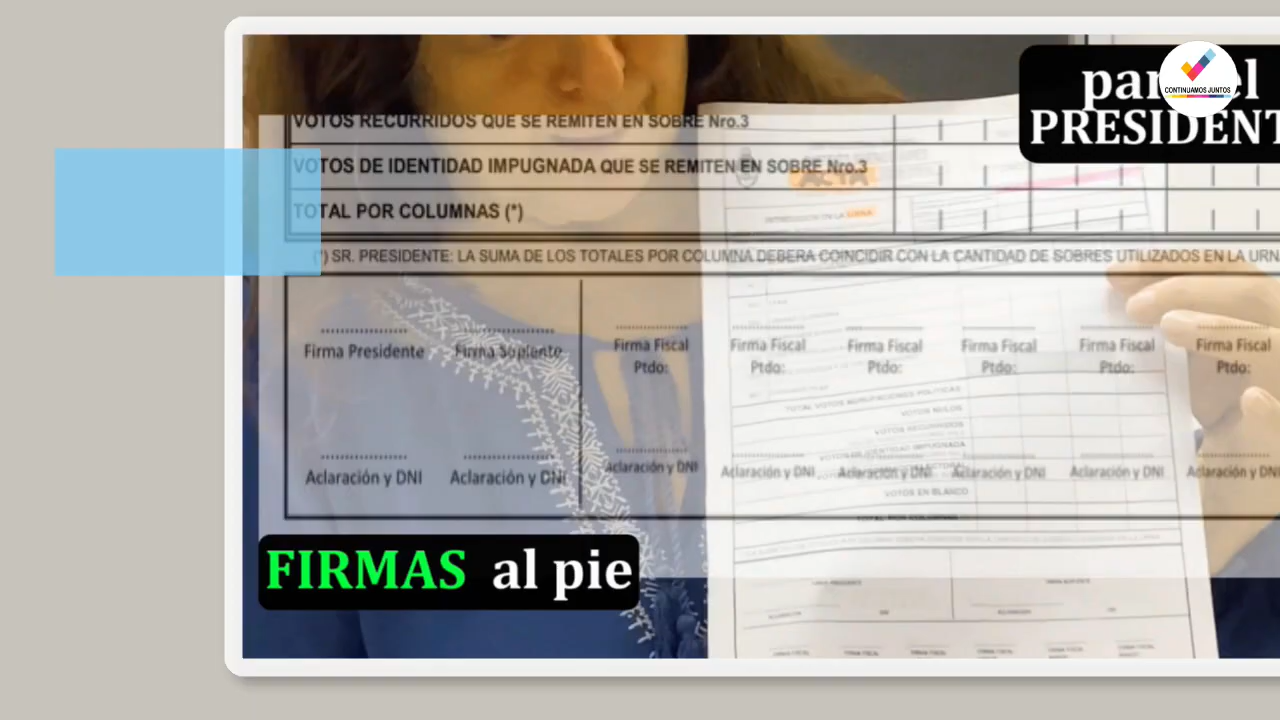 par el
PRESIDENT
CONTINUAMOS JUNTOS
VOTOS RECURRIDOS QUE SE REMITEN EN SOBRE Nro.3
VOTOS DE IDENTIDAD IMPUGNADA QUE SE REMITEN EN SOBRE Nro.3
TOTAL POR COLUMNAS (*)
(*) SR. PRESIDENTE: LA SUMA DE LOS TOTALES POR COLUMNA DEBERA COINCIDIR CON LA CANTIDAD DE SOBRES UTILIZADOS EN LA URN
ACTA
URNA
Firma Presidente Firma Suplente Firma Fiscal Firma Fiscal Firma Fiscal Firma Fiscal Firma Fiscal Firma Fiscal
Ptdo: Ptdo: Ptdo: Ptdo: Ptdo: Ptdo:
TOTAL VOTOS AGRUPACIONES POLITICAS
VOTOS NULOS
VOTOS RECURRIDOS
VOTOS DE IDENTIDAD IMPUGNADA
Aclaración y DNI Aclaración y DNI Aclaración y DNI Aclaración y DNI Aclaración y DNI Aclaración y DNI Aclaración y DNI Aclaración y DNI
VOTOS EN BLANCO
TOTAL POR COLUMNAS
FIRMAS al pie